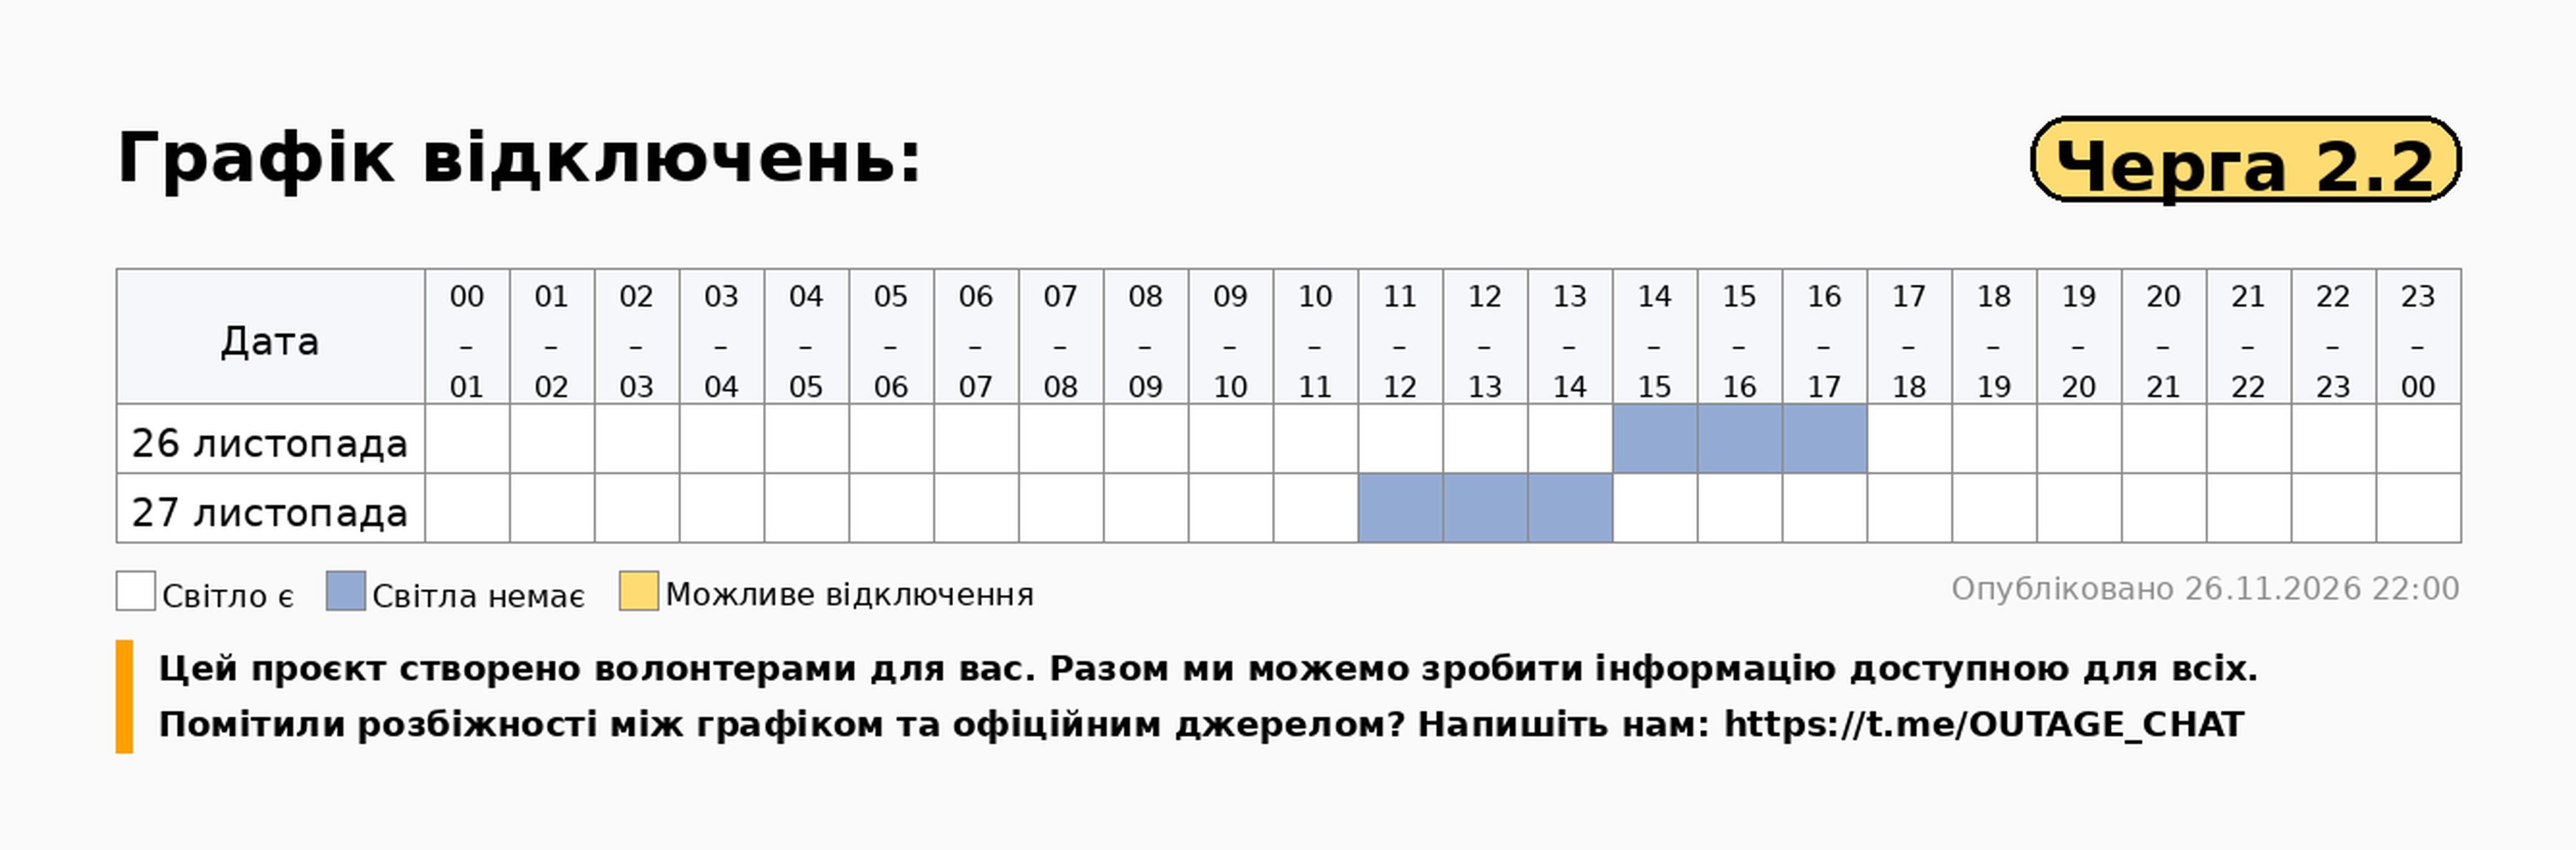 Графік відключень:
Черга 2.2
Дата
00 – 01
01 – 02
02 – 03
03 – 04
04 – 05
05 – 06
06 – 07
07 – 08
08 – 09
09 – 10
10 – 11
11 – 12
12 – 13
13 – 14
14 – 15
15 – 16
16 – 17
17 – 18
18 – 19
19 – 20
20 – 21
21 – 22
22 – 23
23 – 00
26 листопада
27 листопада
Світло є
Світла немає
Можливе відключення
Опубліковано 26.11.2026 22:00
Цей проєкт створено волонтерами для вас. Разом ми можемо зробити інформацію доступною для всіх.
Помітили розбіжності між графіком та офіційним джерелом? Напишіть нам: https://t.me/OUTAGE_CHAT